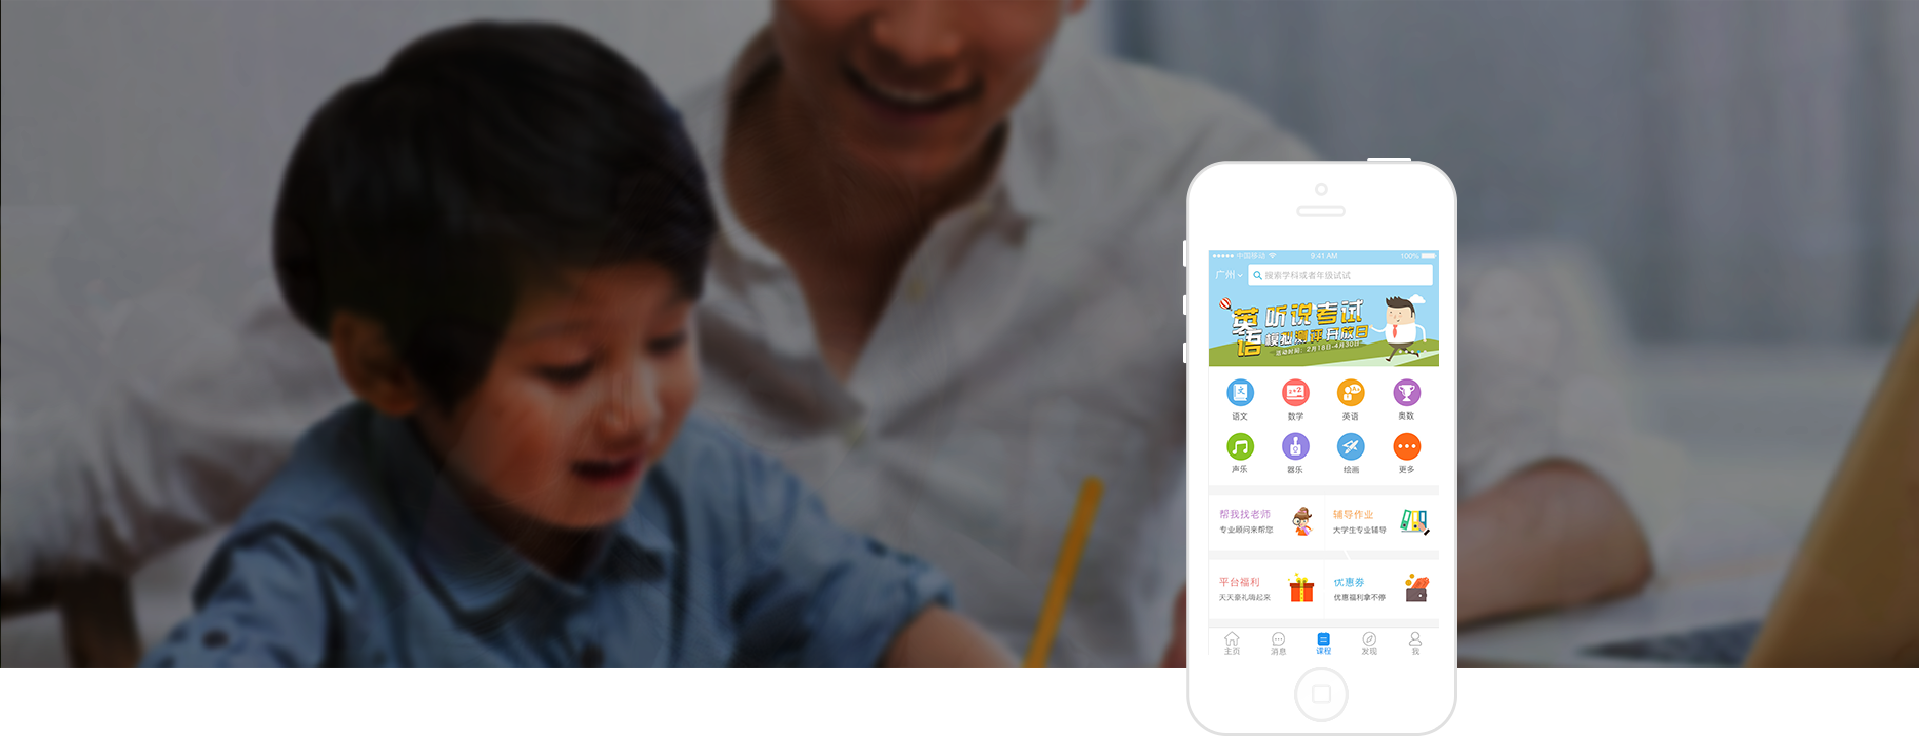 中国移动 9:41 AM 100%
广州 搜索学科或者年级试试
英语 听说考试
模拟测评开放日
活动时间：2月18日-4月30日
语文 数学 英语 奥数
声乐 器乐 绘画 更多
帮我找老师 辅导作业
专业顾问来帮您 大学生专业辅导
平台福利 优惠券
天天豪礼嗨起来 优惠福利拿不停
主页 消息 课程 发现 我